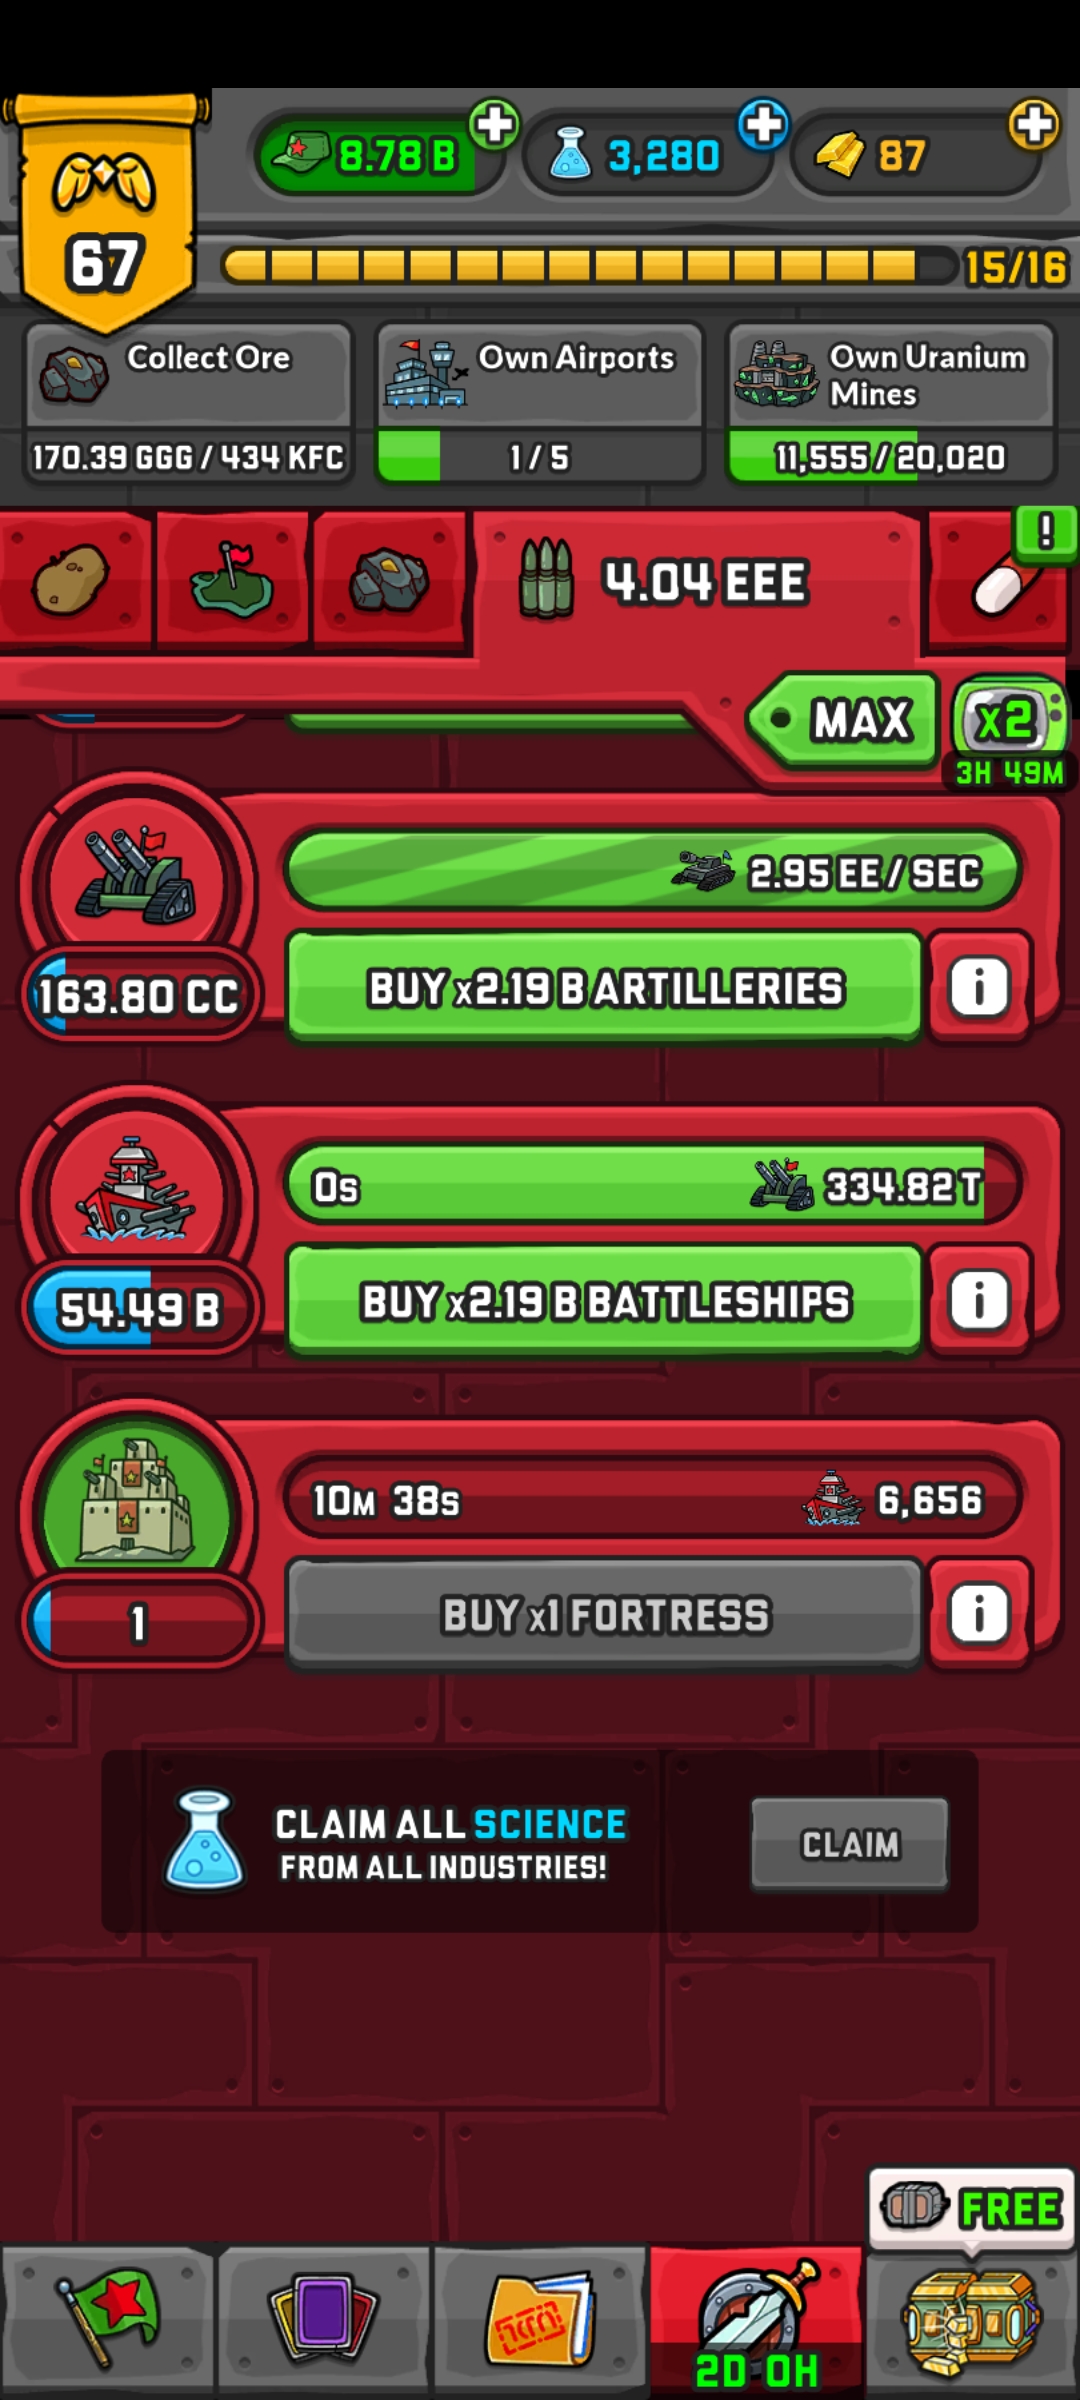 8.78 B
3,280
87
67
15/16
Collect Ore
170.39 GGG / 434 KFC
Own Airports
1 / 5
Own Uranium
Mines
11,555 / 20,020
4.04 EEE
!
MAX
x2
3H 49M
2.95 EE / SEC
163.80 CC
BUY x2.19 B ARTILLERIES
i
0s
334.82 T
54.49 B
BUY x2.19 B BATTLESHIPS
i
10M 38S
6,656
1
BUY x1 FORTRESS
i
CLAIM ALL SCIENCE
FROM ALL INDUSTRIES!
CLAIM
FREE
2D 0H